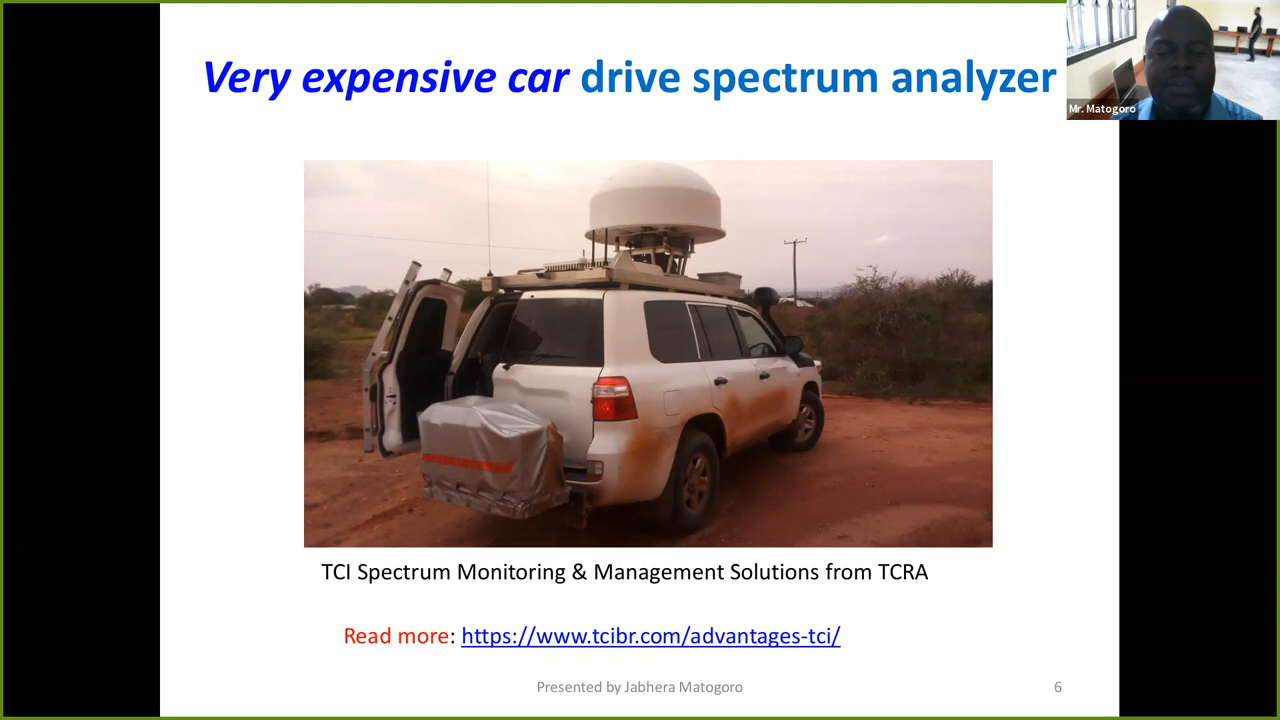 Very expensive car drive spectrum analyzer
Mr. Matogoro
TCI Spectrum Monitoring & Management Solutions from TCRA
Read more: https://www.tcibr.com/advantages-tci/
Presented by Jabhera Matogoro
6